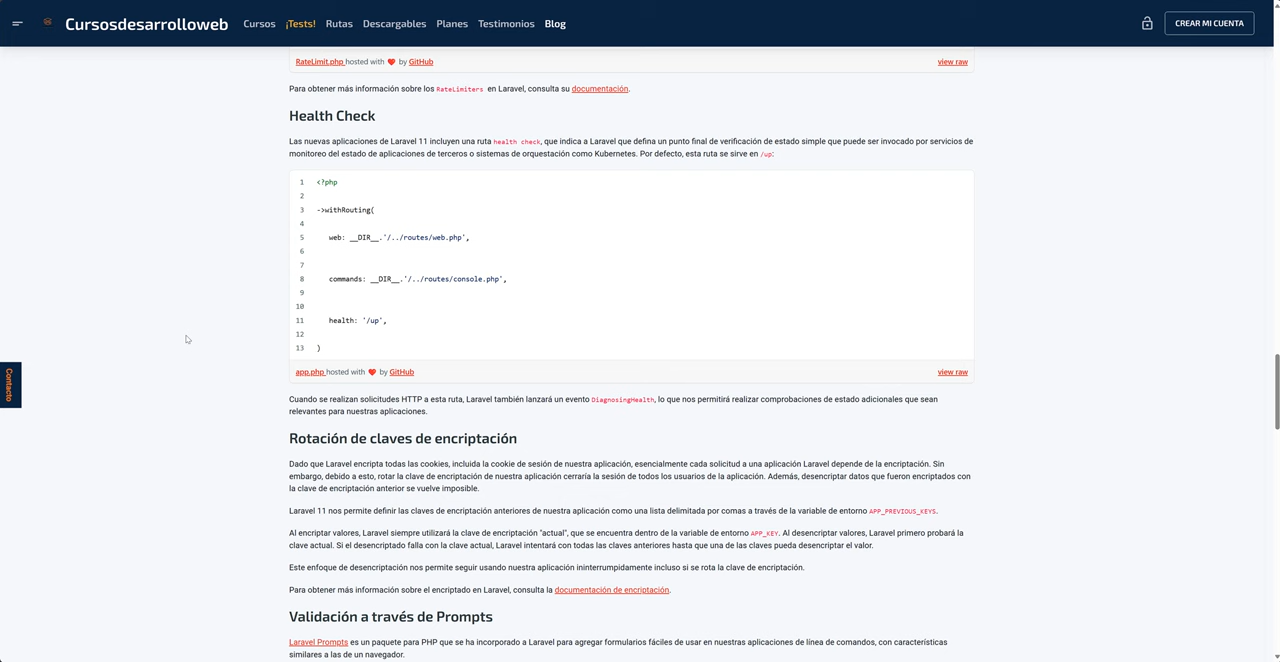 Cursosdesarrolloweb
Cursos ¡Tests! Rutas Descargables Planes Testimonios Blog
CREAR MI CUENTA
RateLimit.php hosted with ❤ by GitHub view raw
Para obtener más información sobre los RateLimiters en Laravel, consulta su documentación.
Health Check
Las nuevas aplicaciones de Laravel 11 incluyen una ruta health check, que indica a Laravel que defina un punto final de verificación de estado simple que puede ser invocado por servicios de
monitoreo del estado de aplicaciones de terceros o sistemas de orquestación como Kubernetes. Por defecto, esta ruta se sirve en /up:
1 <?php
2
3 ->withRouting(
4
5 web: __DIR__.'/../routes/web.php',
6
7
8 commands: __DIR__.'/../routes/console.php',
9
10
11 health: '/up',
12
13 )
app.php hosted with ❤ by GitHub view raw
Contacto
Cuando se realizan solicitudes HTTP a esta ruta, Laravel también lanzará un evento DiagnosingHealth, lo que nos permitirá realizar comprobaciones de estado adicionales que sean
relevantes para nuestras aplicaciones.
Rotación de claves de encriptación
Dado que Laravel encripta todas las cookies, incluida la cookie de sesión de nuestra aplicación, esencialmente cada solicitud a una aplicación Laravel depende de la encriptación. Sin
embargo, debido a esto, rotar la clave de encriptación de nuestra aplicación cerraría la sesión de todos los usuarios de la aplicación. Además, desencriptar datos que fueron encriptados con
la clave de encriptación anterior se vuelve imposible.
Laravel 11 nos permite definir las claves de encriptación anteriores de nuestra aplicación como una lista delimitada por comas a través de la variable de entorno APP_PREVIOUS_KEYS.
Al encriptar valores, Laravel siempre utilizará la clave de encriptación "actual", que se encuentra dentro de la variable de entorno APP_KEY. Al desencriptar valores, Laravel primero probará la
clave actual. Si el desencriptado falla con la clave actual, Laravel intentará con todas las claves anteriores hasta que una de las claves pueda desencriptar el valor.
Este enfoque de desencriptación nos permite seguir usando nuestra aplicación ininterrumpidamente incluso si se rota la clave de encriptación.
Para obtener más información sobre el encriptado en Laravel, consulta la documentación de encriptación.
Validación a través de Prompts
Laravel Prompts es un paquete para PHP que se ha incorporado a Laravel para agregar formularios fáciles de usar en nuestras aplicaciones de línea de comandos, con características
similares a las de un navegador.